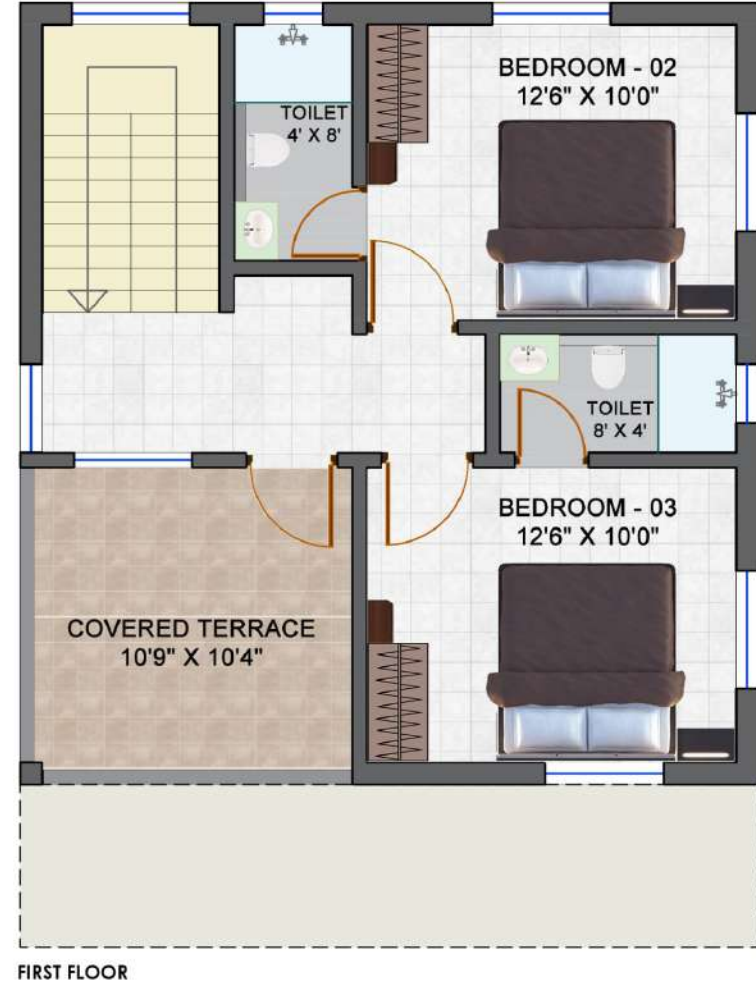 BEDROOM - 02
12'6" X 10'0"
TOILET
4' X 8'
TOILET
8' X 4'
BEDROOM - 03
12'6" X 10'0"
COVERED TERRACE
10'9" X 10'4"
FIRST FLOOR